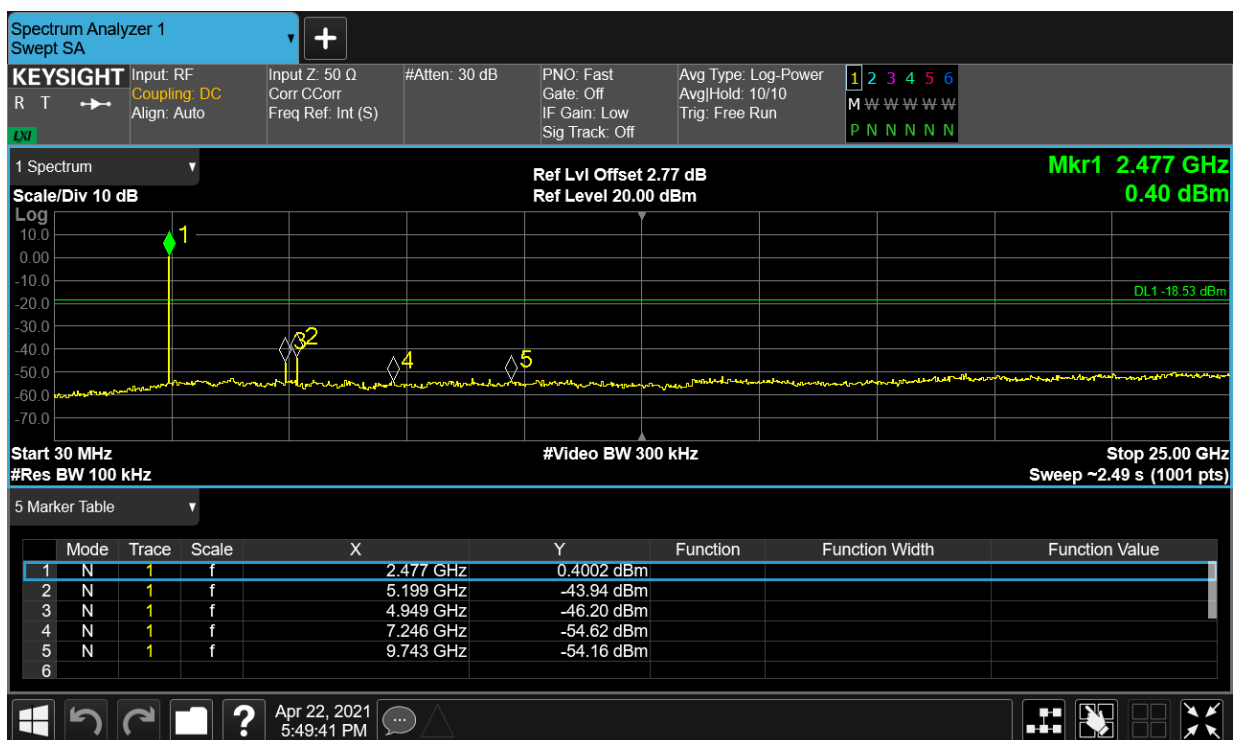 Spectrum Analyzer 1
Swept SA
KEYSIGHT Input: RF Input Z: 50 Ω #Atten: 30 dB PNO: Fast Avg Type: Log-Power 1 2 3 4 5 6
R T Coupling: DC Corr CCorr Gate: Off Avg|Hold: 10/10 M W W W W W
Align: Auto Freq Ref: Int (S) IF Gain: Low Trig: Free Run
LXI Sig Track: Off P N N N N N
1 Spectrum Ref Lvl Offset 2.77 dB Mkr1 2.477 GHz
Scale/Div 10 dB Ref Level 20.00 dBm 0.40 dBm
Log
10.0 1
0.00
-10.0
DL1 -18.53 dBm
-20.0
-30.0
3 2
-40.0
4 5
-50.0
-60.0
-70.0
Start 30 MHz #Video BW 300 kHz Stop 25.00 GHz
#Res BW 100 kHz Sweep ~2.49 s (1001 pts)
5 Marker Table
Mode Trace Scale X Y Function Function Width Function Value
1 N 1 f 2.477 GHz 0.4002 dBm
2 N 1 f 5.199 GHz -43.94 dBm
3 N 1 f 4.949 GHz -46.20 dBm
4 N 1 f 7.246 GHz -54.62 dBm
5 N 1 f 9.743 GHz -54.16 dBm
6
? Apr 22, 2021
5:49:41 PM